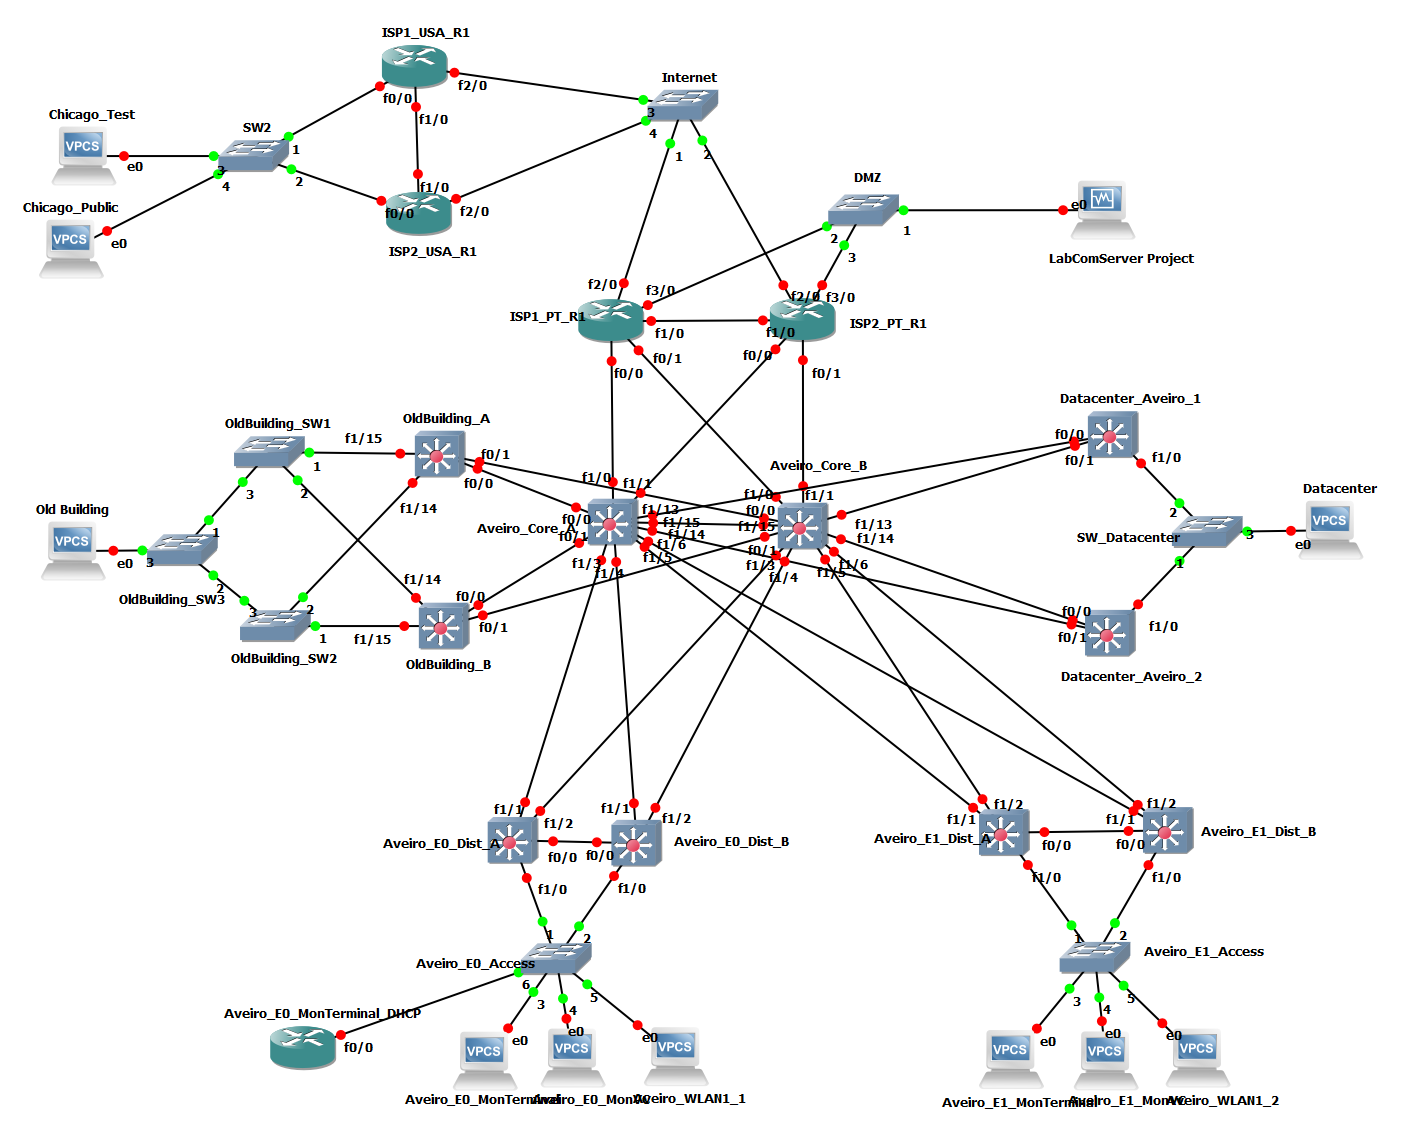 ISP1_USA_R1
f0/0
f2/0
f1/0
Internet
3
4
1
2
Chicago_Test
VPCS
e0
SW2
1
3
2
4
Chicago_Public
VPCS
e0
f1/0
f0/0
f2/0
ISP2_USA_R1
DMZ
2
3
1
e0
LabComServer Project
f2/0
f3/0
ISP1_PT_R1
f1/0
f0/0
f0/1
f2/0
f3/0
ISP2_PT_R1
f1/0
f0/0
f0/1
OldBuilding_SW1
1
3
2
f1/15
OldBuilding_A
f0/1
f0/0
f1/14
Datacenter_Aveiro_1
f0/0
f0/1
f1/0
Old Building
VPCS
e0
3
1
2
OldBuilding_SW3
f1/0
f1/1
f1/13
f1/15
f1/14
f1/6
f1/5
Aveiro_Core_A
f0/0
f0/1
f1/3
f1/4
Aveiro_Core_B
f1/0
f1/1
f0/0
f1/15
f0/1
f1/13
f1/14
f1/3
f1/4
f1/5
f1/6
2
SW_Datacenter
3
1
Datacenter
VPCS
e0
3
2
1
OldBuilding_SW2
f1/15
f1/14
f0/0
f0/1
OldBuilding_B
f0/0
f0/1
f1/0
Datacenter_Aveiro_2
f1/1
f1/2
Aveiro_E0_Dist_A
f0/0
f1/0
f1/1
f1/2
f0/0
Aveiro_E0_Dist_B
f1/0
f1/2
f1/1
Aveiro_E1_Dist_A
f0/0
f1/0
f1/2
f1/1
f0/0
Aveiro_E1_Dist_B
f1/0
1
2
Aveiro_E0_Access
6
3
4
5
1
2
Aveiro_E1_Access
3
4
5
Aveiro_E0_MonTerminal_DHCP
f0/0
e0
e0
e0
VPCS
VPCS
VPCS
Aveiro_E0_MonTerminal
Aveiro_WLAN1_1
e0
e0
e0
VPCS
VPCS
VPCS
Aveiro_E1_MonTerminal
Aveiro_E1_MonVC
Aveiro_WLAN1_2